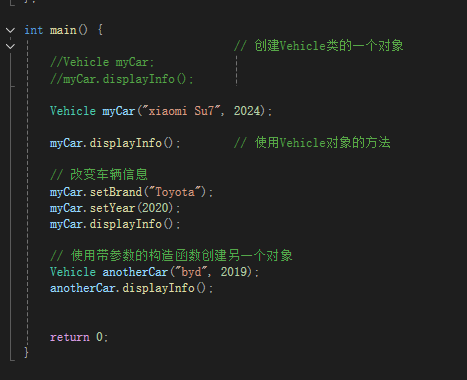 };
int main() {
// 创建Vehicle类的一个对象
//Vehicle myCar;
//myCar.displayInfo();
Vehicle myCar("xiaomi Su7", 2024);
myCar.displayInfo(); // 使用Vehicle对象的方法
// 改变车辆信息
myCar.setBrand("Toyota");
myCar.setYear(2020);
myCar.displayInfo();
// 使用带参数的构造函数创建另一个对象
Vehicle anotherCar("byd", 2019);
anotherCar.displayInfo();
return 0;
}